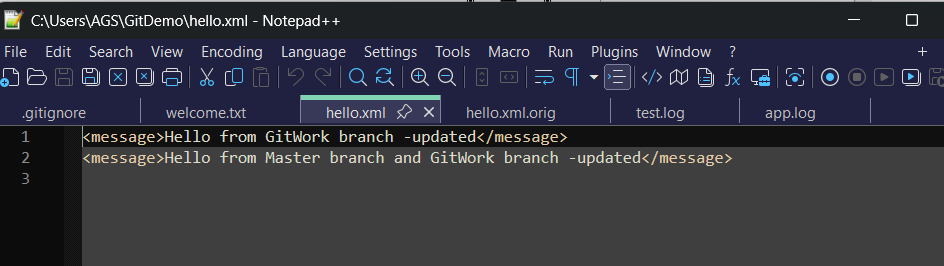 C:\Users\AGS\GitDemo\hello.xml - Notepad++
File Edit Search View Encoding Language Settings Tools Macro Run Plugins Window ? +
.gitignore welcome.txt hello.xml hello.xml.orig test.log app.log
1 <message>Hello from GitWork branch -updated</message>
2 <message>Hello from Master branch and GitWork branch -updated</message>
3